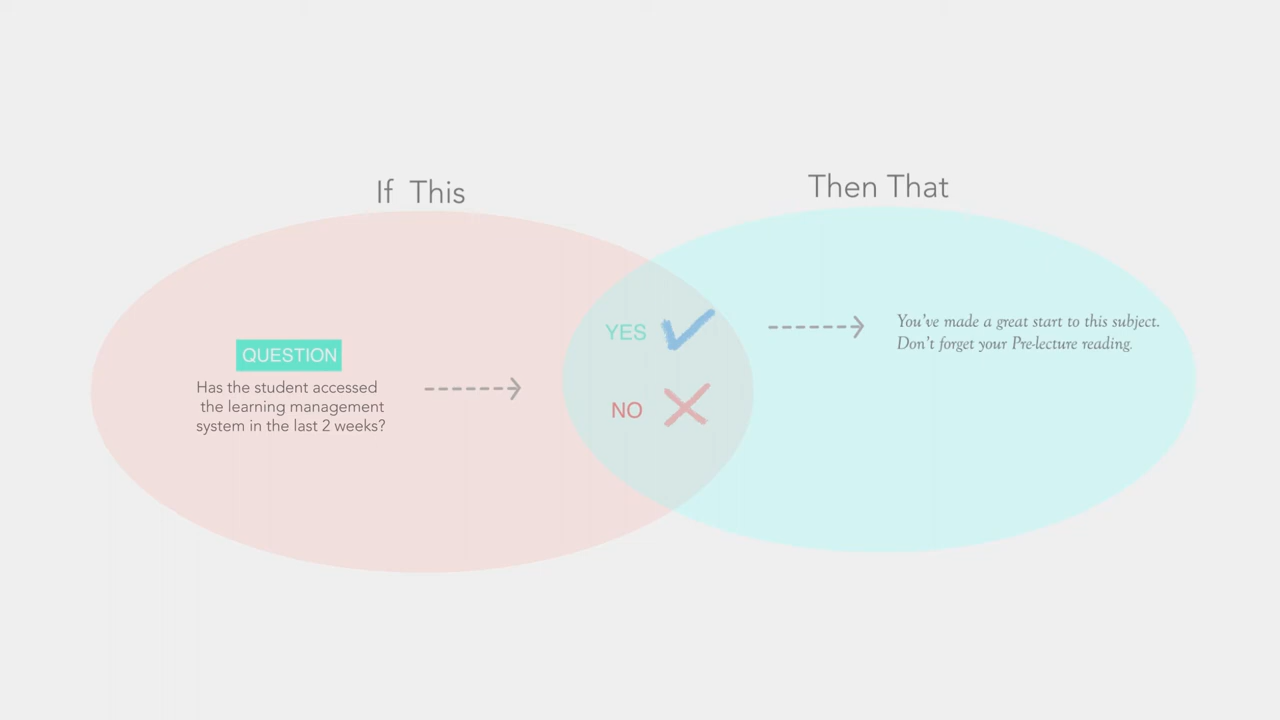 If This
Then That
QUESTION
Has the student accessed
the learning management
system in the last 2 weeks?
YES
NO
You've made a great start to this subject.
Don't forget your Pre-lecture reading.